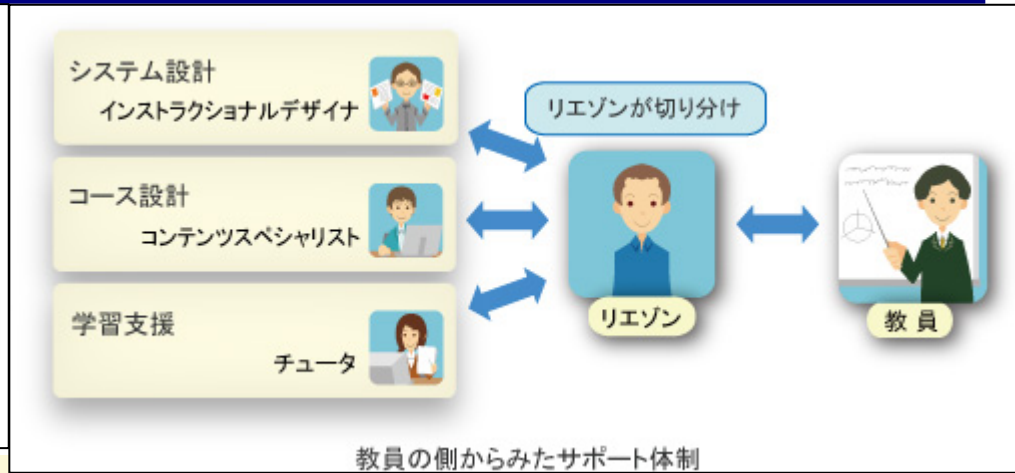 システム設計
インストラクショナルデザイナ
コース設計
コンテンツスペシャリスト
学習支援
チュータ
リエゾンが切り分け
リエゾン
教員
教員の側からみたサポート体制